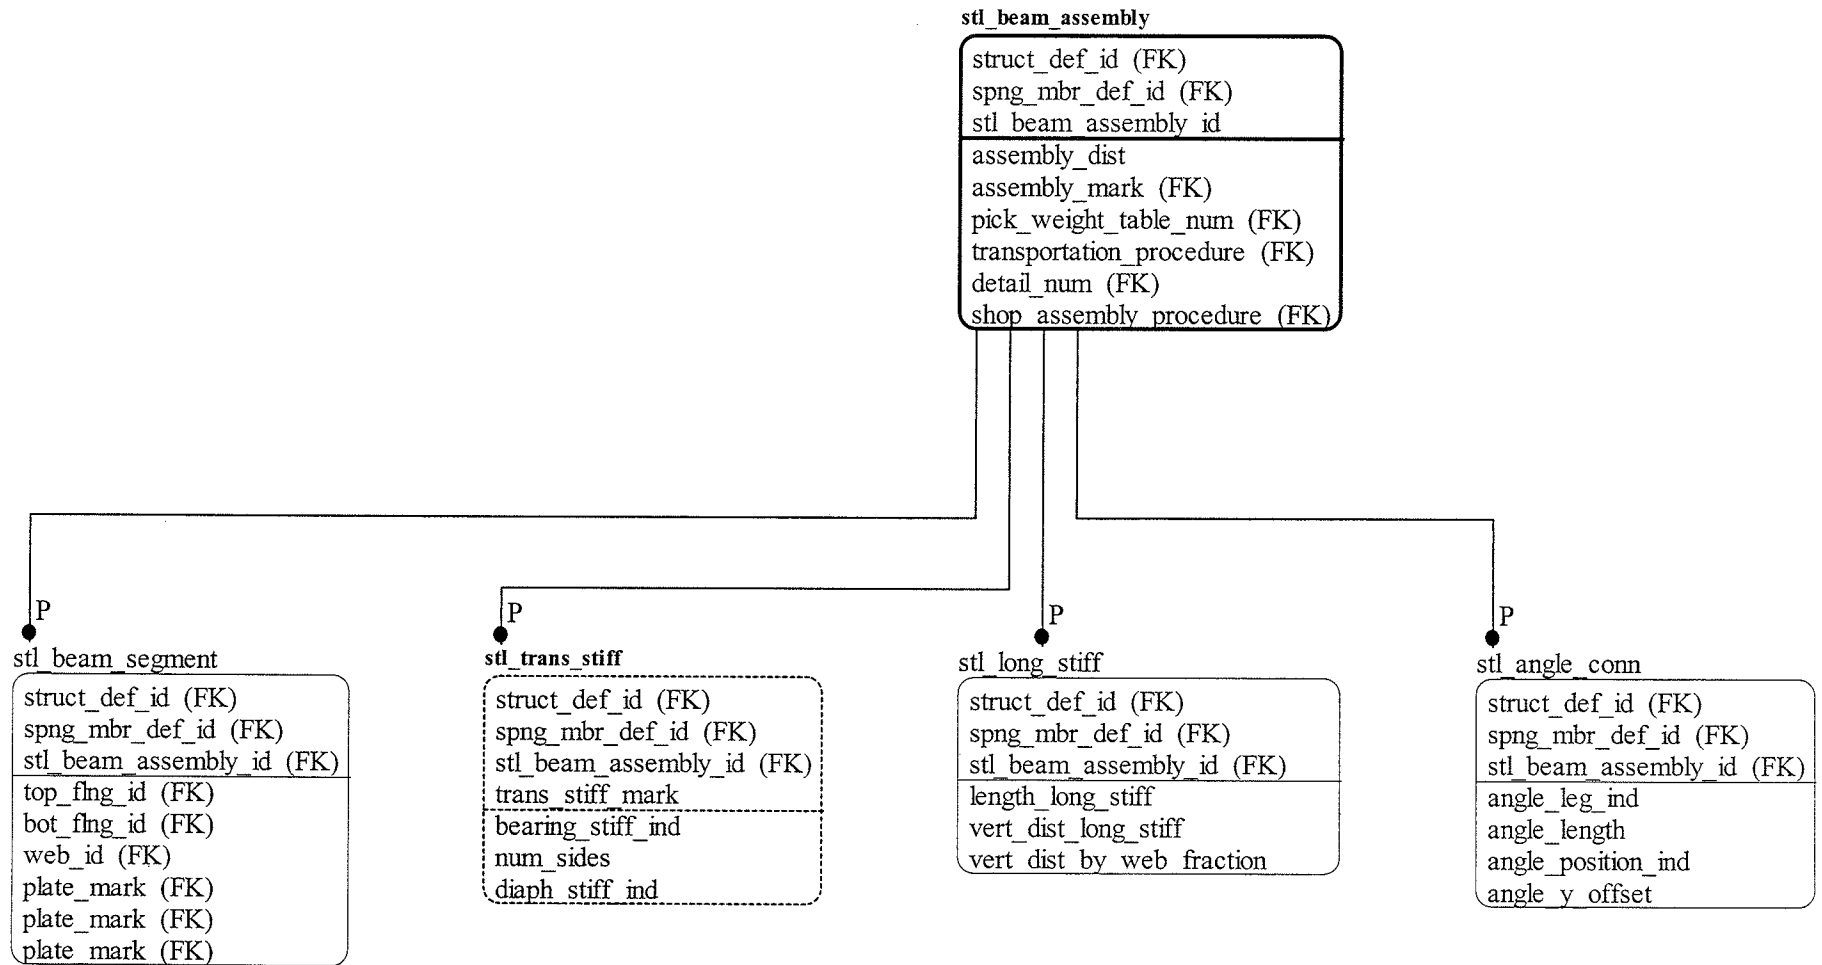 stl_beam_assembly
struct_def_id (FK)
spng_mbr_def_id (FK)
stl_beam_assembly_id
assembly_dist
assembly_mark (FK)
pick_weight_table_num (FK)
transportation_procedure (FK)
detail_num (FK)
shop_assembly_procedure (FK)
P
stl_beam_segment
struct_def_id (FK)
spng_mbr_def_id (FK)
stl_beam_assembly_id (FK)
top_flng_id (FK)
bot_flng_id (FK)
web_id (FK)
plate_mark (FK)
plate_mark (FK)
plate_mark (FK)
P
stl_trans_stiff
struct_def_id (FK)
spng_mbr_def_id (FK)
stl_beam_assembly_id (FK)
trans_stiff_mark
bearing_stiff_ind
num_sides
diaph_stiff_ind
P
stl_long_stiff
struct_def_id (FK)
spng_mbr_def_id (FK)
stl_beam_assembly_id (FK)
length_long_stiff
vert_dist_long_stiff
vert_dist_by_web_fraction
P
stl_angle_conn
struct_def_id (FK)
spng_mbr_def_id (FK)
stl_beam_assembly_id (FK)
angle_leg_ind
angle_length
angle_position_ind
angle_y_offset